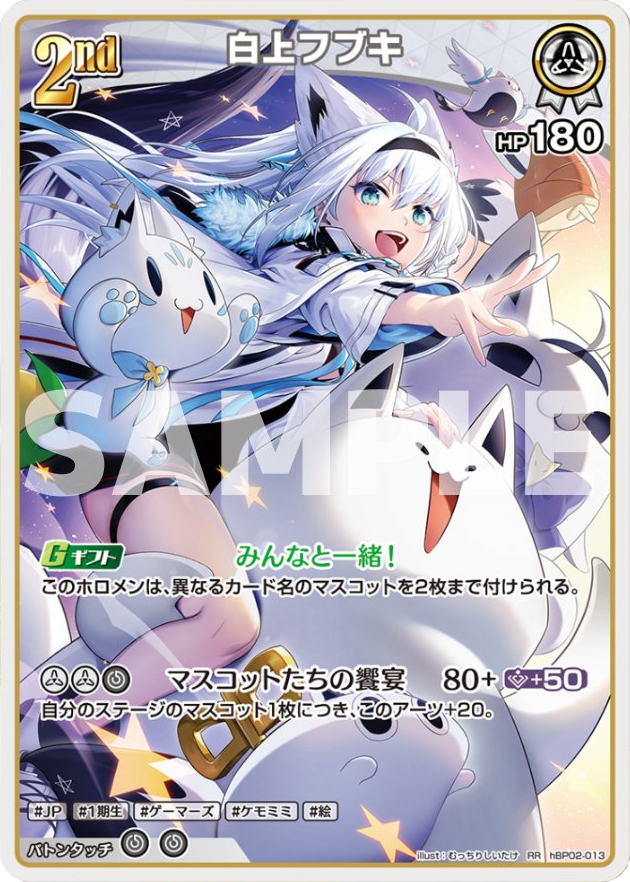 2nd
白上フブキ
HP180
SAMPLE
Gギフト みんなと一緒！
このホロメンは、異なるカード名のマスコットを2枚まで付けられる。
マスコットたちの饗宴 80+ +50
自分のステージのマスコット1枚につき、このアーツ+20。
#JP #1期生 #ゲーマーズ #ケモミミ #絵
バトンタッチ
illust：むっちりしいたけ RR hBP02-013